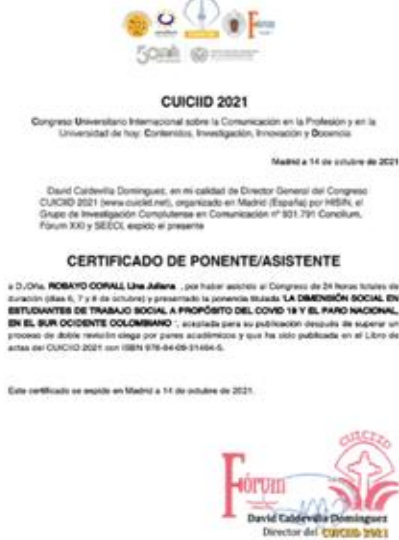 Fórum
CUICIID 2021
Congreso Universitario Internacional sobre la Comunicación en la Profesión y en la
Universidad de hoy: Contenidos, Investigación, Innovación y Docencia
Madrid a 14 de octubre de 2021
David Caldevilla Domínguez, en mi calidad de Director General del Congreso
CUICIID 2021 (www.cuiciid.net), organizado en Madrid (España) por HISIN, el
Grupo de Investigación Complutense en Comunicación nº 931.791 Concilium,
Fórum XXI y SEECI, expido el presente
CERTIFICADO DE PONENTE/ASISTENTE
a D./Dña. ROBAYO CORAL, Lina Juliana , por haber asistido al Congreso de 24 horas totales de
duración (días 6, 7 y 8 de octubre) y presentado la ponencia titulada "LA DIMENSIÓN SOCIAL EN
ESTUDIANTES DE TRABAJO SOCIAL A PROPÓSITO DEL COVID 19 Y EL PARO NACIONAL,
EN EL SUR OCCIDENTE COLOMBIANO", aceptada para su publicación después de superar un
proceso de doble revisión ciega por pares académicos y que ha sido publicada en el Libro de
actas del CUICIID 2021 con ISBN 978-84-09-31464-5.
Este certificado se expide en Madrid a 14 de octubre de 2021.
CUICIID
Fórum
David Caldevilla Domínguez
Director del CUICIID 2021